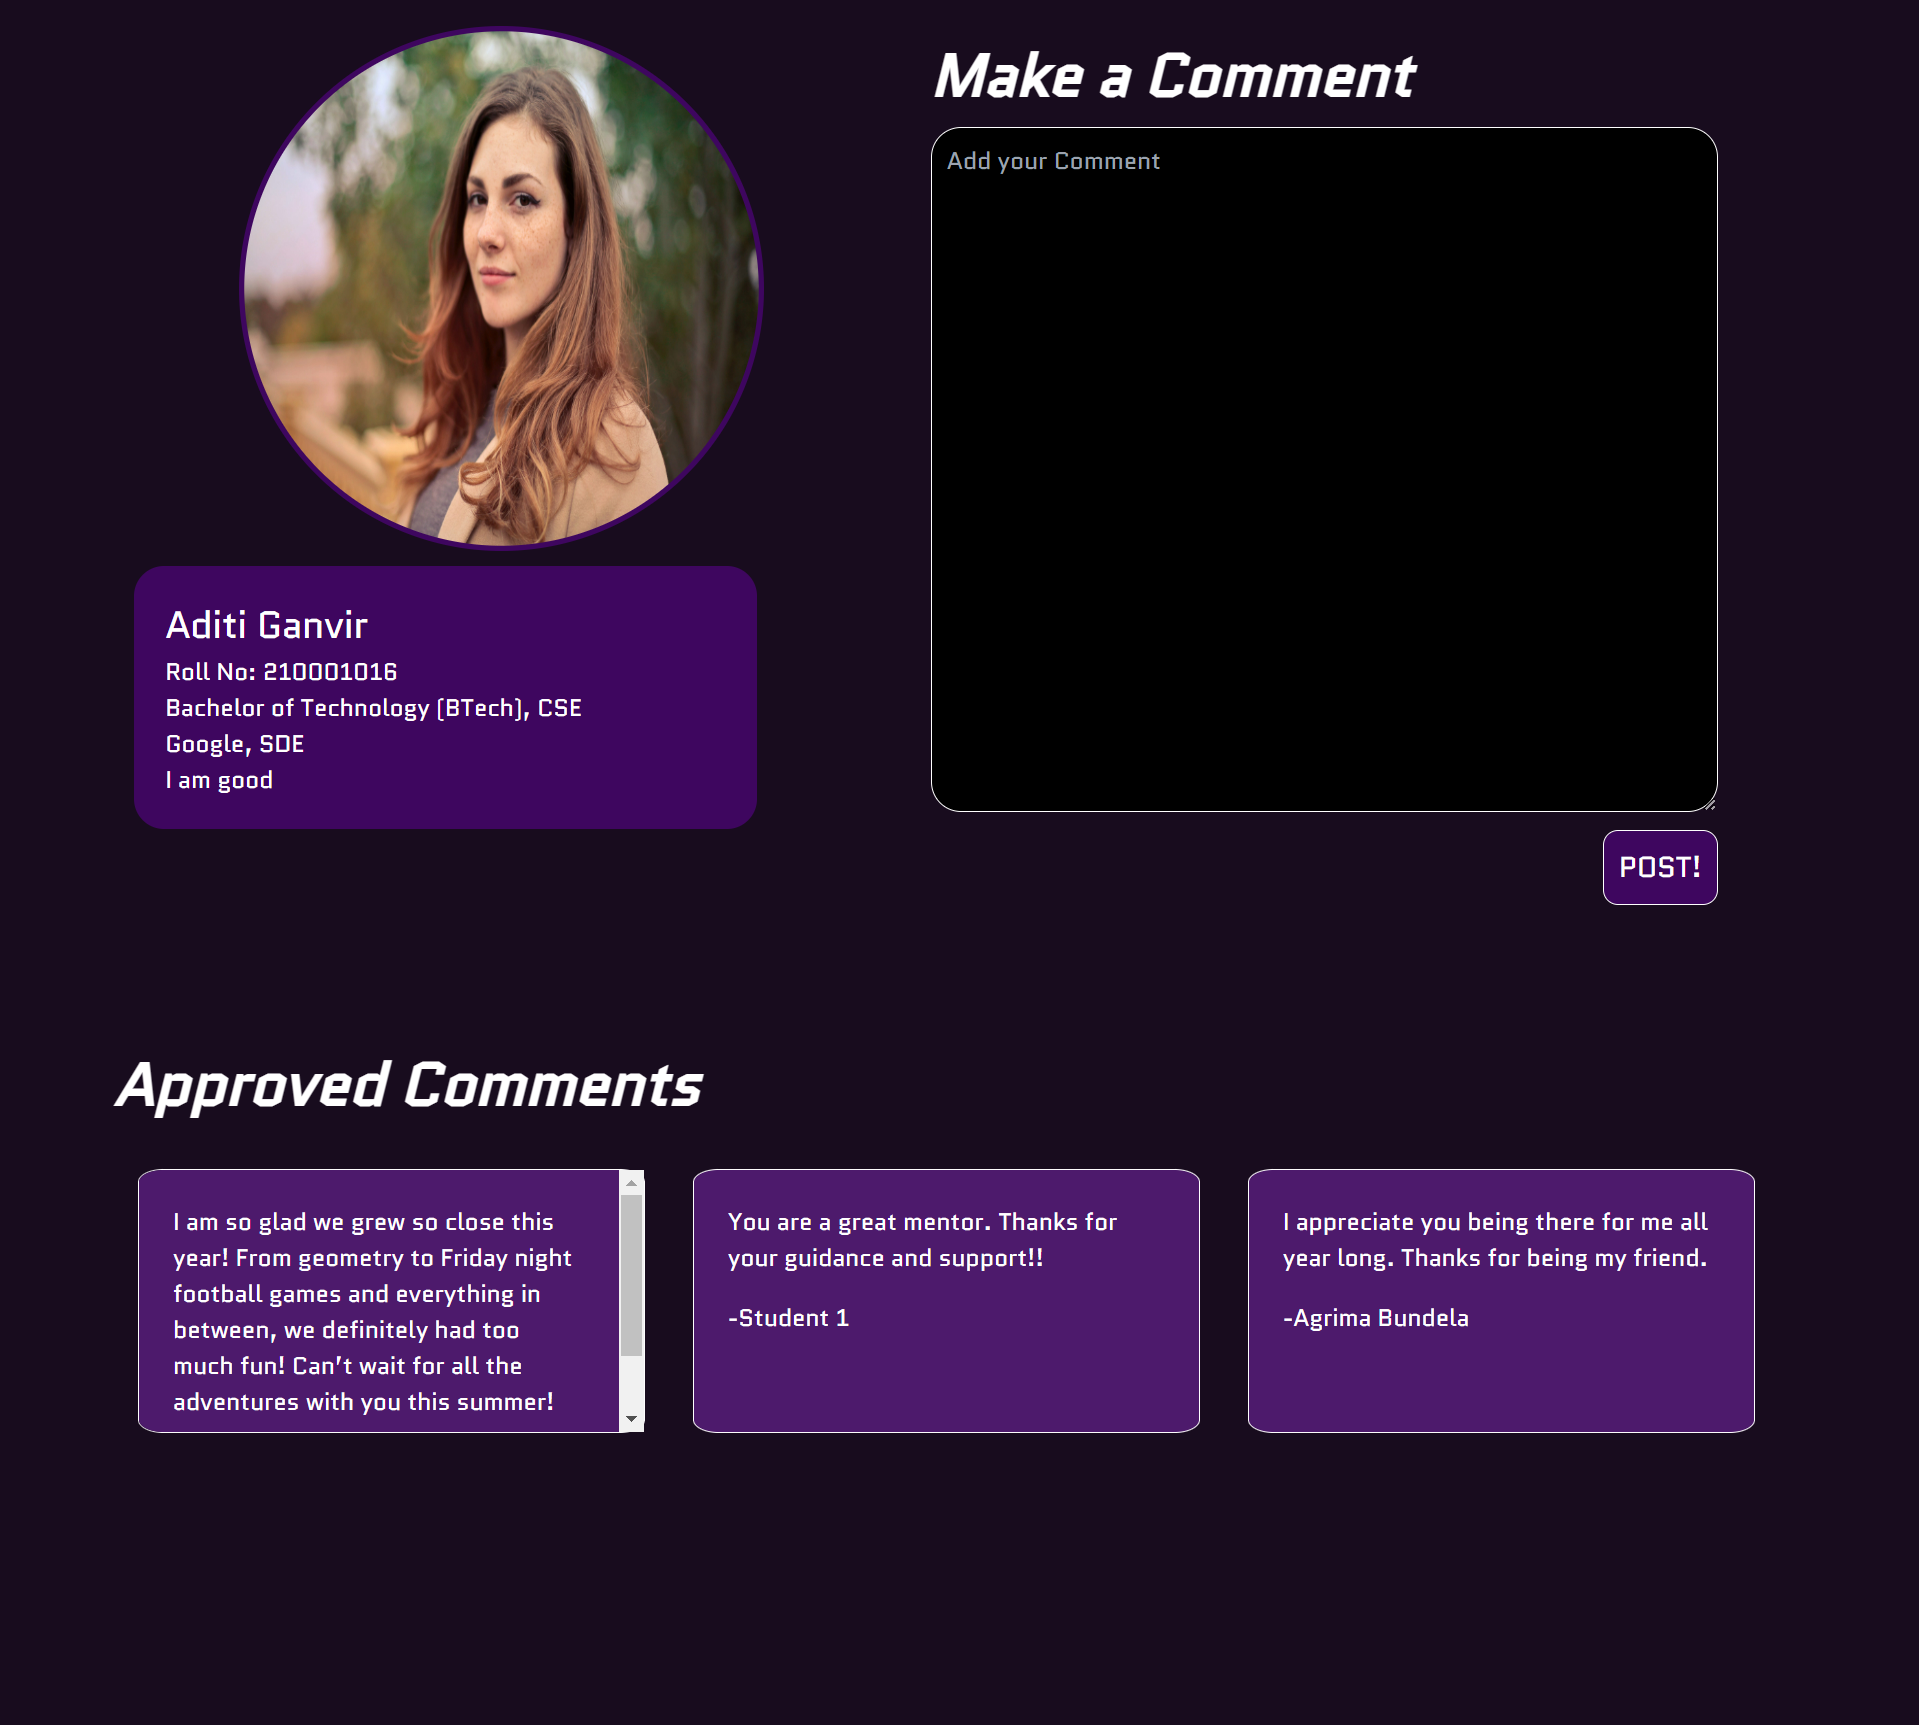 Make a Comment
Add your Comment
Aditi Ganvir
Roll No: 210001016
Bachelor of Technology (BTech), CSE
Google, SDE
I am good
POST!
Approved Comments
I am so glad we grew so close this
year! From geometry to Friday night
football games and everything in
between, we definitely had too
much fun! Can't wait for all the
adventures with you this summer!
You are a great mentor. Thanks for
your guidance and support!!
-Student 1
I appreciate you being there for me all
year long. Thanks for being my friend.
-Agrima Bundela